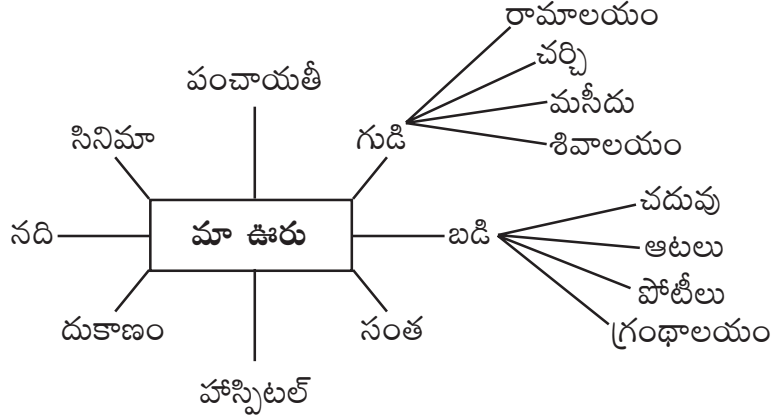 రామాలయం
చర్చి
పంచాయతీ
మసీదు
సినిమా
గుడి
శివాలయం
చదువు
నది
మా ఊరు
బడి
ఆటలు
పోటీలు
దుకాణం
సంత
గ్రంథాలయం
హాస్పిటల్